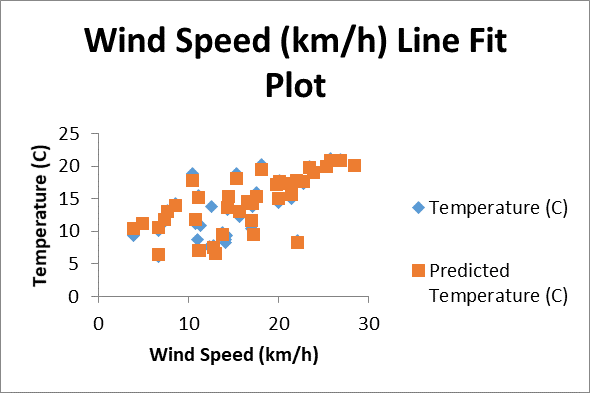 Wind Speed (km/h) Line Fit
Plot
25
20
15
10
5
0
0 10 20 30
Temperature (C)
Wind Speed (km/h)
Temperature (C)
Predicted
Temperature (C)